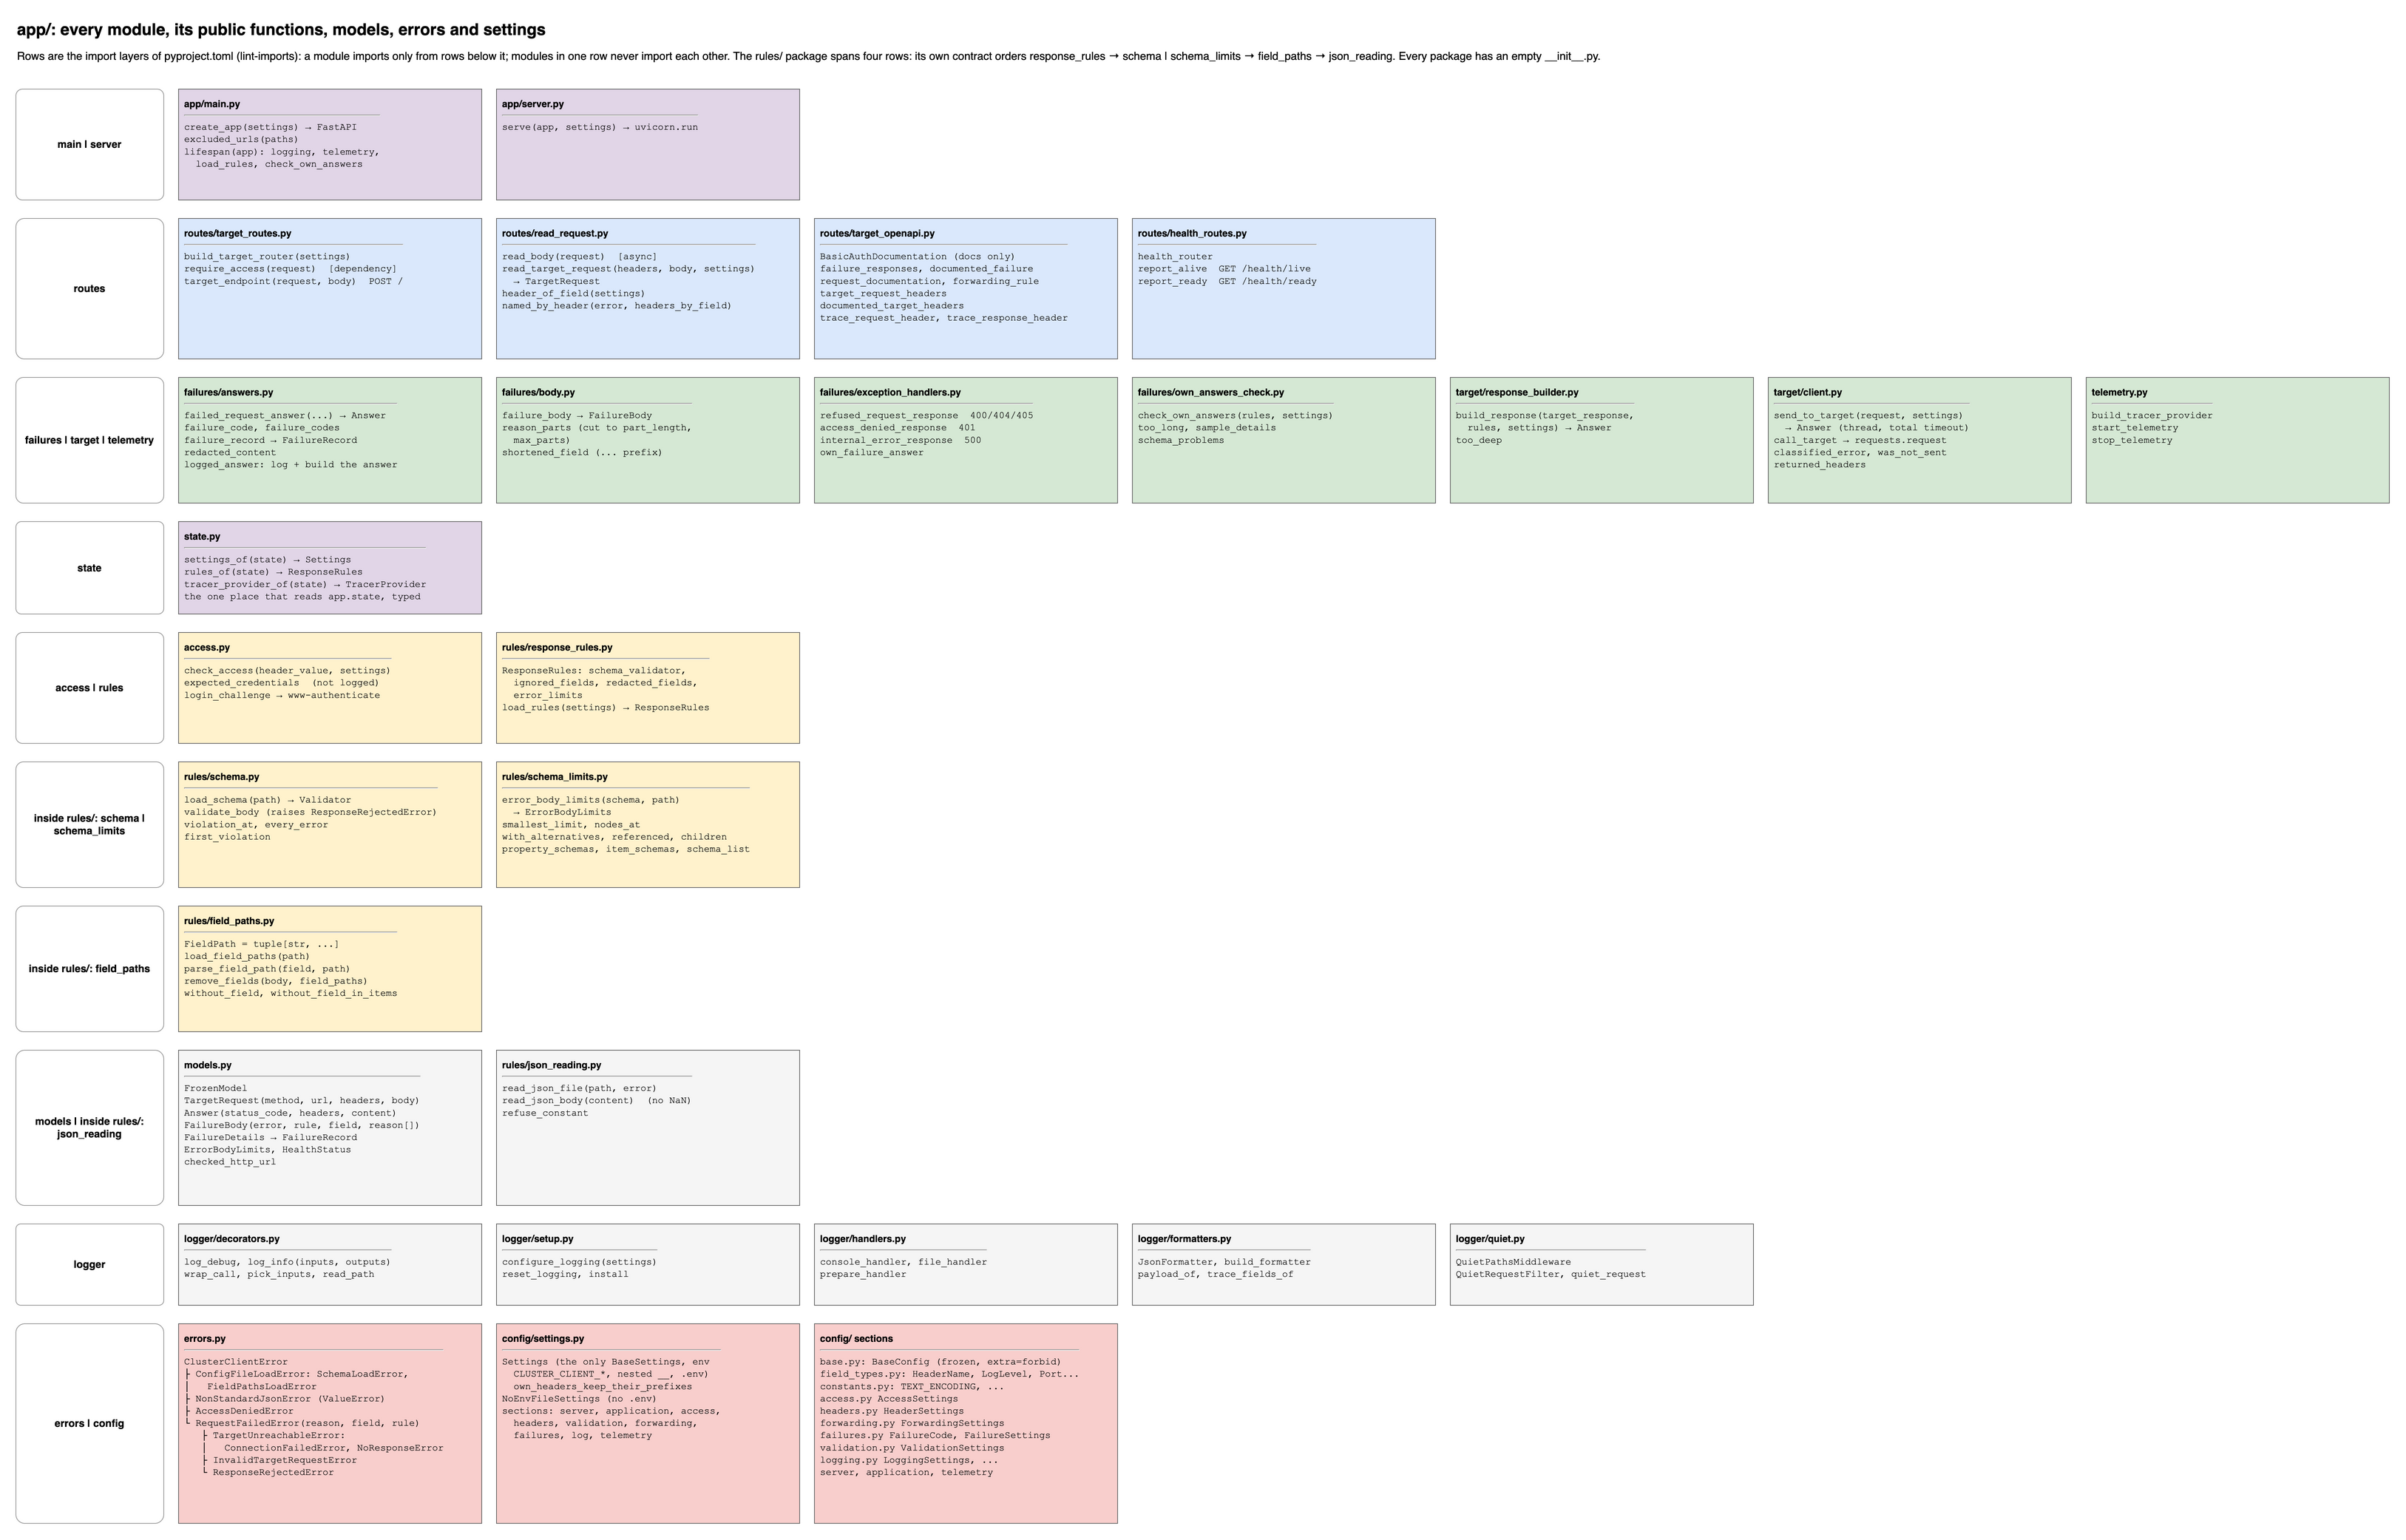 app/: every module, its public functions, models, errors and settings
Rows are the import layers of pyproject.toml (lint-imports): a module imports only from rows below it; modules in one row never import each other. The rules/ package spans four rows: its own contract orders response_rules → schema | schema_limits → field_paths → json_reading. Every package has an empty __init__.py.
main | server
app/main.py
create_app(settings) → FastAPI
excluded_urls(paths)
lifespan(app): logging, telemetry,
load_rules, check_own_answers
app/server.py
serve(app, settings) → uvicorn.run
routes
routes/target_routes.py
build_target_router(settings)
require_access(request)  [dependency]
target_endpoint(request, body)  POST /
routes/read_request.py
read_body(request)  [async]
read_target_request(headers, body, settings)
→ TargetRequest
header_of_field(settings)
named_by_header(error, headers_by_field)
routes/target_openapi.py
BasicAuthDocumentation (docs only)
failure_responses, documented_failure
request_documentation, forwarding_rule
target_request_headers
documented_target_headers
trace_request_header, trace_response_header
routes/health_routes.py
health_router
report_alive  GET /health/live
report_ready  GET /health/ready
failures | target | telemetry
failures/answers.py
failed_request_answer(...) → Answer
failure_code, failure_codes
failure_record → FailureRecord
redacted_content
logged_answer: log + build the answer
failures/body.py
failure_body → FailureBody
reason_parts (cut to part_length,
max_parts)
shortened_field (... prefix)
failures/exception_handlers.py
refused_request_response  400/404/405
access_denied_response  401
internal_error_response  500
own_failure_answer
failures/own_answers_check.py
check_own_answers(rules, settings)
too_long, sample_details
schema_problems
target/response_builder.py
build_response(target_response,
rules, settings) → Answer
too_deep
target/client.py
send_to_target(request, settings)
→ Answer (thread, total timeout)
call_target → requests.request
classified_error, was_not_sent
returned_headers
telemetry.py
build_tracer_provider
start_telemetry
stop_telemetry
state
state.py
settings_of(state) → Settings
rules_of(state) → ResponseRules
tracer_provider_of(state) → TracerProvider
the one place that reads app.state, typed
access | rules
access.py
check_access(header_value, settings)
expected_credentials  (not logged)
login_challenge → www-authenticate
rules/response_rules.py
ResponseRules: schema_validator,
ignored_fields, redacted_fields,
error_limits
load_rules(settings) → ResponseRules
inside rules/: schema |
schema_limits
rules/schema.py
load_schema(path) → Validator
validate_body (raises ResponseRejectedError)
violation_at, every_error
first_violation
rules/schema_limits.py
error_body_limits(schema, path)
→ ErrorBodyLimits
smallest_limit, nodes_at
with_alternatives, referenced, children
property_schemas, item_schemas, schema_list
inside rules/: field_paths
rules/field_paths.py
FieldPath = tuple[str, ...]
load_field_paths(path)
parse_field_path(field, path)
remove_fields(body, field_paths)
without_field, without_field_in_items
models | inside rules/:
json_reading
models.py
FrozenModel
TargetRequest(method, url, headers, body)
Answer(status_code, headers, content)
FailureBody(error, rule, field, reason[])
FailureDetails → FailureRecord
ErrorBodyLimits, HealthStatus
checked_http_url
rules/json_reading.py
read_json_file(path, error)
read_json_body(content)  (no NaN)
refuse_constant
logger
logger/decorators.py
log_debug, log_info(inputs, outputs)
wrap_call, pick_inputs, read_path
logger/setup.py
configure_logging(settings)
reset_logging, install
logger/handlers.py
console_handler, file_handler
prepare_handler
logger/formatters.py
JsonFormatter, build_formatter
payload_of, trace_fields_of
logger/quiet.py
QuietPathsMiddleware
QuietRequestFilter, quiet_request
errors | config
errors.py
ClusterClientError
├ ConfigFileLoadError: SchemaLoadError,
│   FieldPathsLoadError
├ NonStandardJsonError (ValueError)
├ AccessDeniedError
└ RequestFailedError(reason, field, rule)
├ TargetUnreachableError:
│   ConnectionFailedError, NoResponseError
├ InvalidTargetRequestError
└ ResponseRejectedError
config/settings.py
Settings (the only BaseSettings, env
CLUSTER_CLIENT_*, nested __, .env)
own_headers_keep_their_prefixes
NoEnvFileSettings (no .env)
sections: server, application, access,
headers, validation, forwarding,
failures, log, telemetry
config/ sections
base.py: BaseConfig (frozen, extra=forbid)
field_types.py: HeaderName, LogLevel, Port...
constants.py: TEXT_ENCODING, ...
access.py AccessSettings
headers.py HeaderSettings
forwarding.py ForwardingSettings
failures.py FailureCode, FailureSettings
validation.py ValidationSettings
logging.py LoggingSettings, ...
server, application, telemetry